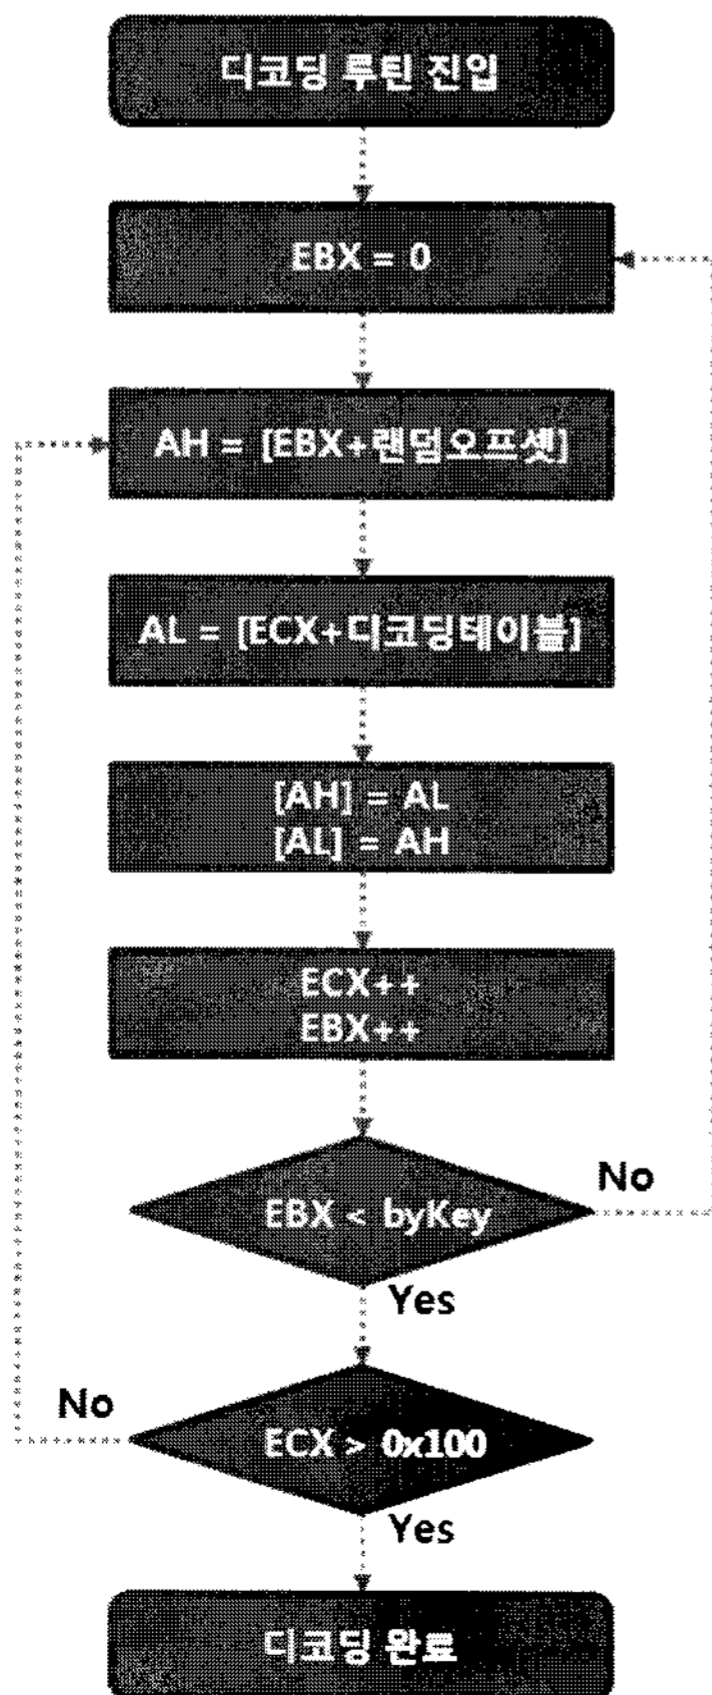 디코딩 루틴 진입
EBX = 0
AH = [EBX+랜덤오프셋]
AL = [ECX+디코딩테이블]
[AH] = AL
[AL] = AH
ECX++
EBX++
EBX < byKey
No
Yes
ECX > 0x100
No
Yes
디코딩 완료